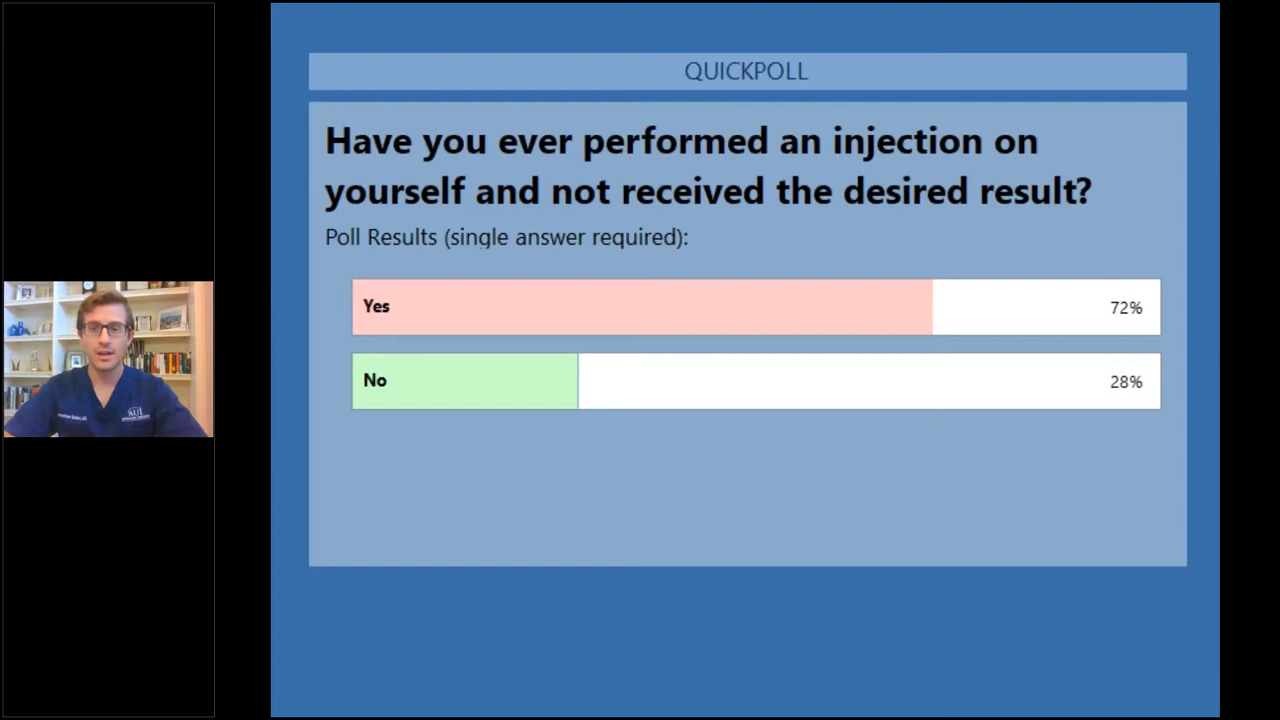 QUICKPOLL
Have you ever performed an injection on
yourself and not received the desired result?
Poll Results (single answer required):
Yes
72%
No
28%